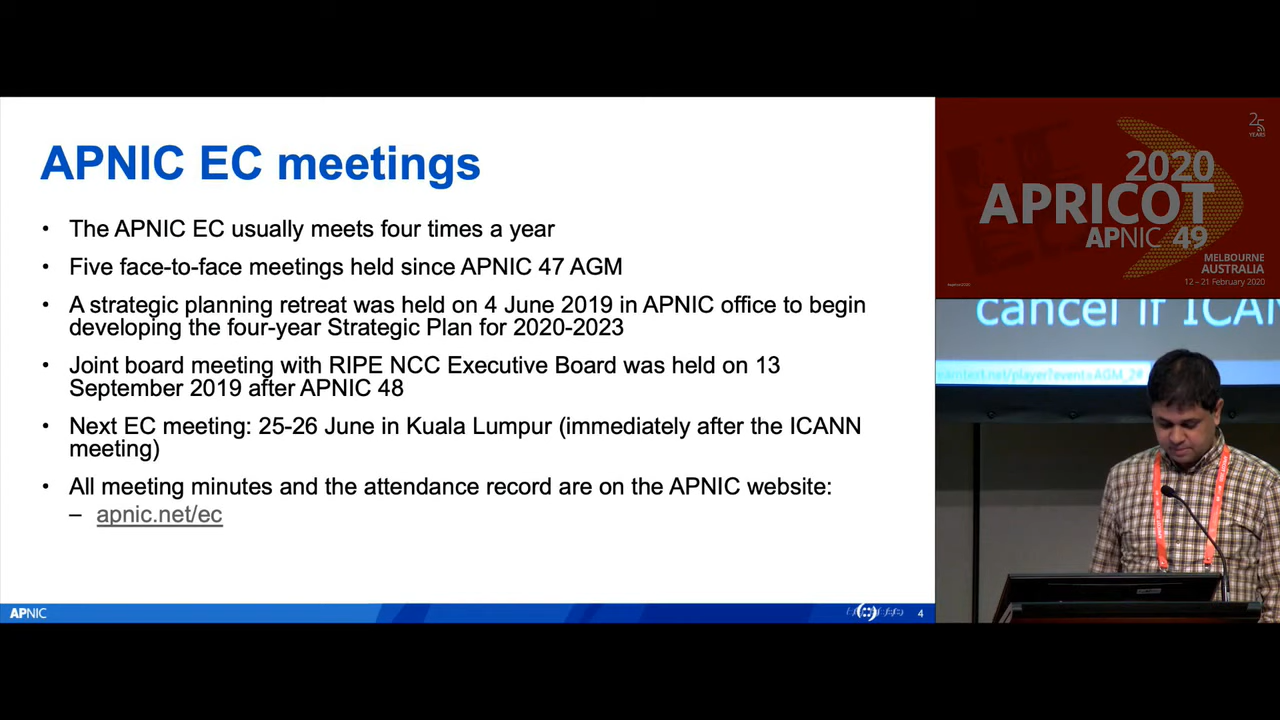 APNIC EC meetings
• The APNIC EC usually meets four times a year
• Five face-to-face meetings held since APNIC 47 AGM
• A strategic planning retreat was held on 4 June 2019 in APNIC office to begin
developing the four-year Strategic Plan for 2020-2023
• Joint board meeting with RIPE NCC Executive Board was held on 13
September 2019 after APNIC 48
• Next EC meeting: 25-26 June in Kuala Lumpur (immediately after the ICANN
meeting)
• All meeting minutes and the attendance record are on the APNIC website:
– apnic.net/ec
APNIC
4
25
YEARS
2020
APRICOT
APNIC 49
MELBOURNE
AUSTRALIA
12 – 21 February 2020
cancel if ICAN